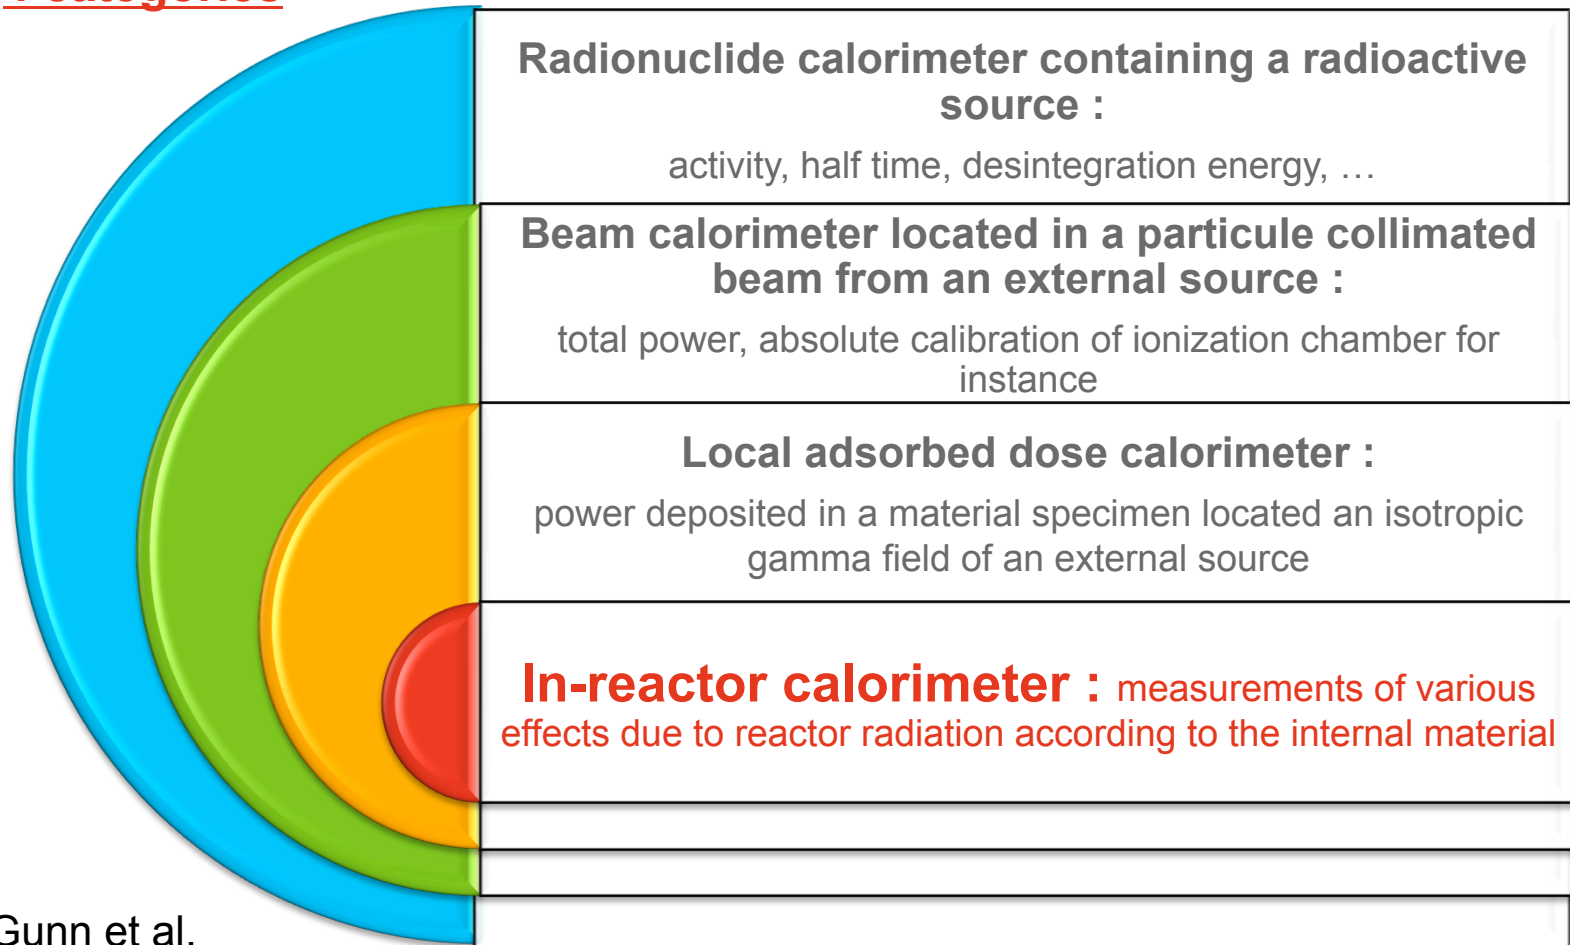 4 categories
Radionuclide calorimeter containing a radioactive
source :
activity, half time, desintegration energy, …
Beam calorimeter located in a particule collimated
beam from an external source :
total power, absolute calibration of ionization chamber for
instance
Local adsorbed dose calorimeter :
power deposited in a material specimen located an isotropic
gamma field of an external source
In-reactor calorimeter : measurements of various
effects due to reactor radiation according to the internal material
Gunn et al.